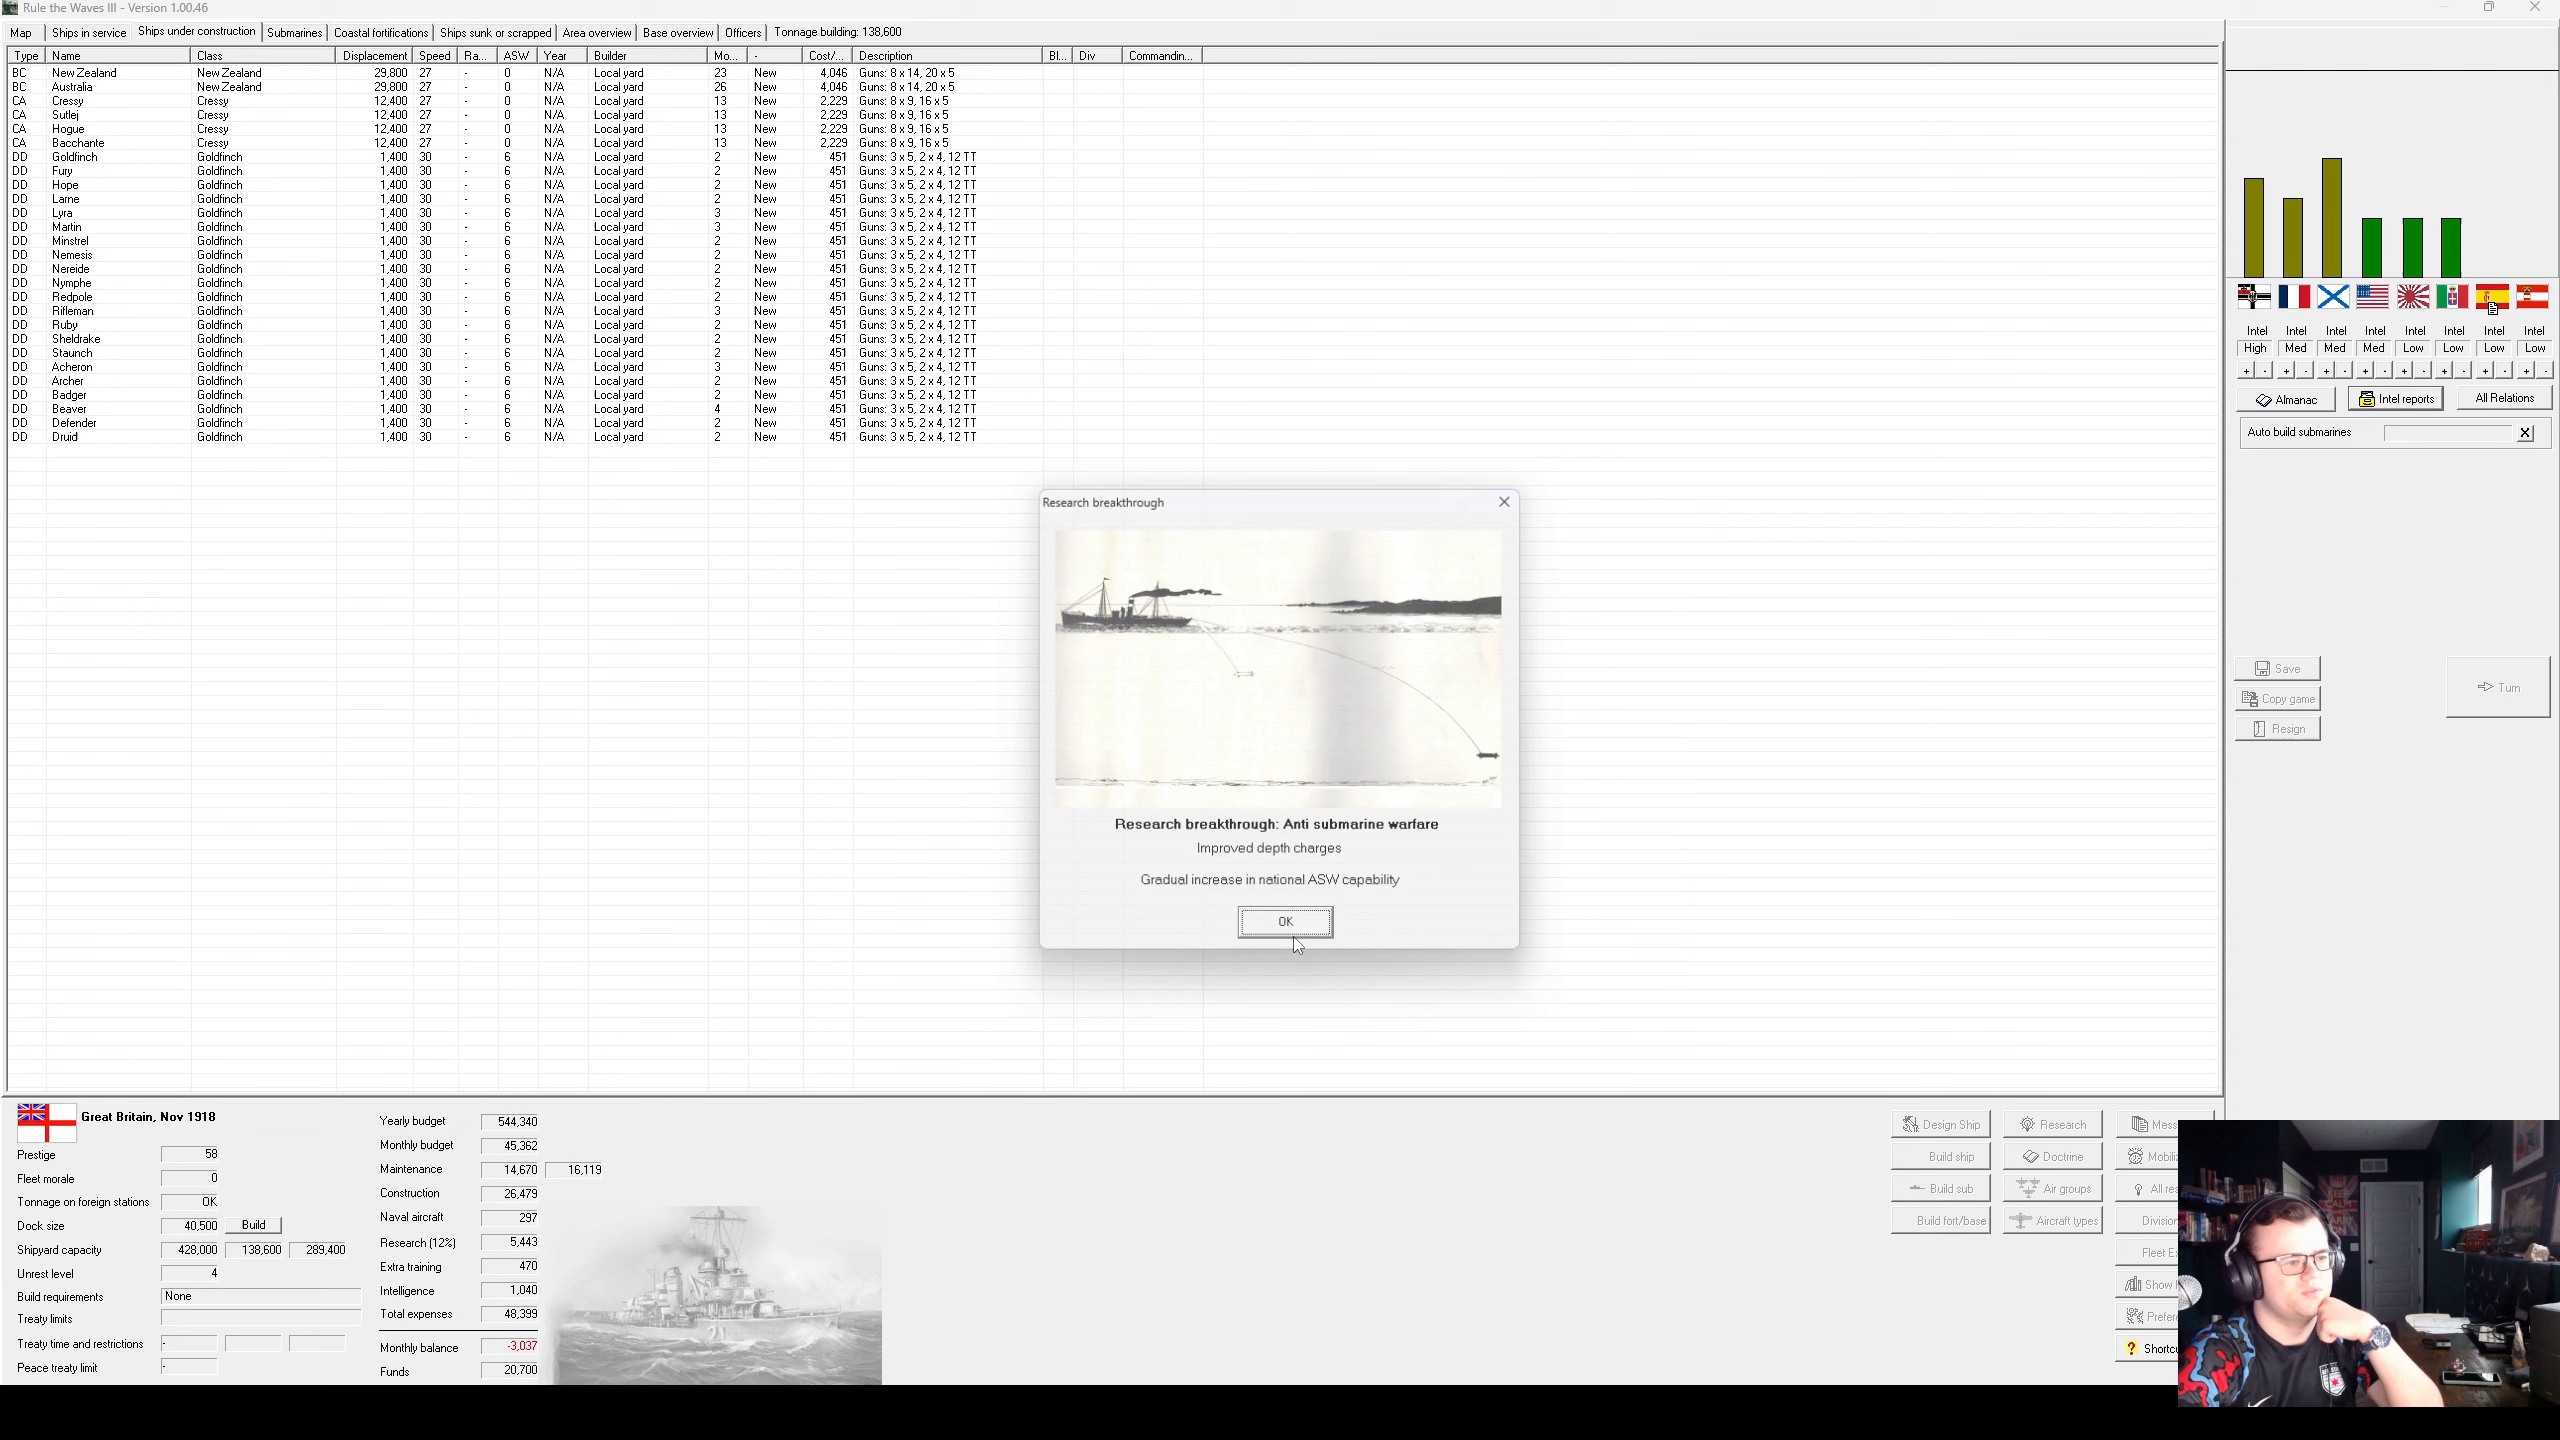 Rule the Waves III - Version 1.00.46
Map Ships in service Ships under construction Submarines Coastal fortifications Ships sunk or scrapped Area overview Base overview Officers Tonnage building: 138,600
Type Name Class Displacement Speed Ra... ASW Year Builder Mo... - Cost/... Description Bl... Div Commandin...
BC New Zealand New Zealand 29,800 27 - 0 N/A Local yard 23 New 4,046 Guns: 8 x 14, 20 x 5
BC Australia New Zealand 29,800 27 - 0 N/A Local yard 26 New 4,046 Guns: 8 x 14, 20 x 5
CA Cressy Cressy 12,400 27 - 0 N/A Local yard 13 New 2,229 Guns: 8 x 9, 16 x 5
CA Sutlej Cressy 12,400 27 - 0 N/A Local yard 13 New 2,229 Guns: 8 x 9, 16 x 5
CA Hogue Cressy 12,400 27 - 0 N/A Local yard 13 New 2,229 Guns: 8 x 9, 16 x 5
CA Bacchante Cressy 12,400 27 - 0 N/A Local yard 13 New 2,229 Guns: 8 x 9, 16 x 5
DD Goldfinch Goldfinch 1,400 30 - 6 N/A Local yard 2 New 451 Guns: 3 x 5, 2 x 4, 12 TT
DD Fury Goldfinch 1,400 30 - 6 N/A Local yard 2 New 451 Guns: 3 x 5, 2 x 4, 12 TT
DD Hope Goldfinch 1,400 30 - 6 N/A Local yard 2 New 451 Guns: 3 x 5, 2 x 4, 12 TT
DD Larne Goldfinch 1,400 30 - 6 N/A Local yard 2 New 451 Guns: 3 x 5, 2 x 4, 12 TT
DD Lyra Goldfinch 1,400 30 - 6 N/A Local yard 3 New 451 Guns: 3 x 5, 2 x 4, 12 TT
DD Martin Goldfinch 1,400 30 - 6 N/A Local yard 3 New 451 Guns: 3 x 5, 2 x 4, 12 TT
DD Minstrel Goldfinch 1,400 30 - 6 N/A Local yard 2 New 451 Guns: 3 x 5, 2 x 4, 12 TT
DD Nemesis Goldfinch 1,400 30 - 6 N/A Local yard 2 New 451 Guns: 3 x 5, 2 x 4, 12 TT
DD Nereide Goldfinch 1,400 30 - 6 N/A Local yard 2 New 451 Guns: 3 x 5, 2 x 4, 12 TT
DD Nymphe Goldfinch 1,400 30 - 6 N/A Local yard 2 New 451 Guns: 3 x 5, 2 x 4, 12 TT
DD Redpole Goldfinch 1,400 30 - 6 N/A Local yard 2 New 451 Guns: 3 x 5, 2 x 4, 12 TT
DD Rifleman Goldfinch 1,400 30 - 6 N/A Local yard 3 New 451 Guns: 3 x 5, 2 x 4, 12 TT
DD Ruby Goldfinch 1,400 30 - 6 N/A Local yard 2 New 451 Guns: 3 x 5, 2 x 4, 12 TT
DD Sheldrake Goldfinch 1,400 30 - 6 N/A Local yard 2 New 451 Guns: 3 x 5, 2 x 4, 12 TT
DD Staunch Goldfinch 1,400 30 - 6 N/A Local yard 2 New 451 Guns: 3 x 5, 2 x 4, 12 TT
DD Acheron Goldfinch 1,400 30 - 6 N/A Local yard 3 New 451 Guns: 3 x 5, 2 x 4, 12 TT
DD Archer Goldfinch 1,400 30 - 6 N/A Local yard 2 New 451 Guns: 3 x 5, 2 x 4, 12 TT
DD Badger Goldfinch 1,400 30 - 6 N/A Local yard 2 New 451 Guns: 3 x 5, 2 x 4, 12 TT
DD Beaver Goldfinch 1,400 30 - 6 N/A Local yard 4 New 451 Guns: 3 x 5, 2 x 4, 12 TT
DD Defender Goldfinch 1,400 30 - 6 N/A Local yard 2 New 451 Guns: 3 x 5, 2 x 4, 12 TT
DD Druid Goldfinch 1,400 30 - 6 N/A Local yard 2 New 451 Guns: 3 x 5, 2 x 4, 12 TT
Intel Intel Intel Intel Intel Intel Intel Intel
High Med Med Med Low Low Low Low
+ - + - + - + - + - + - + - + -
Almanac Intel reports All Relations
Auto build submarines X
Save
Copy game
Resign
Turn
Research breakthrough
Research breakthrough: Anti submarine warfare
Improved depth charges
Gradual increase in national ASW capability
OK
Great Britain, Nov 1918
Prestige 58
Fleet morale 0
Tonnage on foreign stations OK
Dock size 40,500 Build
Shipyard capacity 428,000 138,600 289,400
Unrest level 4
Build requirements None
Treaty limits
Treaty time and restrictions -
Peace treaty limit -
Yearly budget 544,340
Monthly budget 45,362
Maintenance 14,670 16,119
Construction 26,479
Naval aircraft 297
Research (12%) 5,443
Extra training 470
Intelligence 1,040
Total expenses 48,399
Monthly balance -3,037
Funds 20,700
Design Ship Research Mess
Build ship Doctrine Mobiliz
Build sub Air groups All res
Build fort/base Aircraft types Division
Fleet Ex
Show
Prefere
? Shortcu